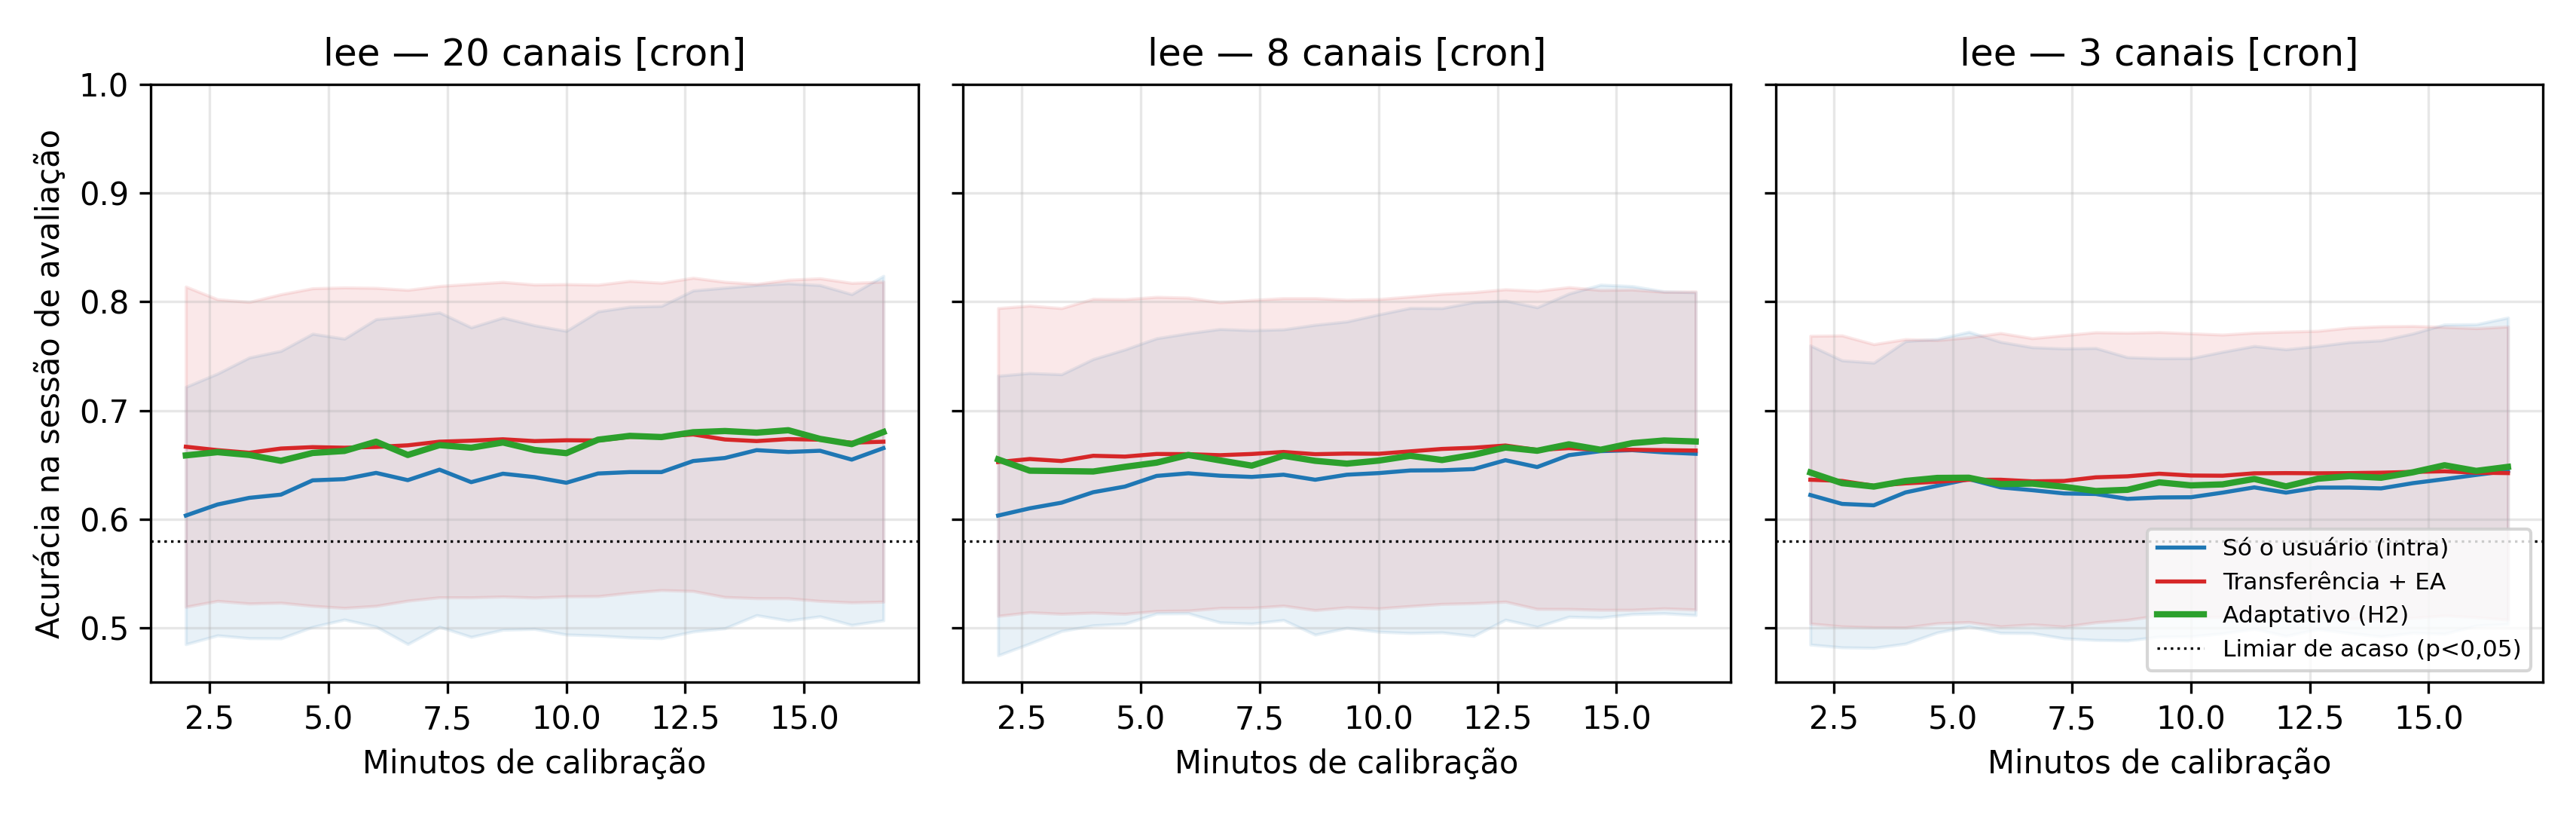 lee — 20 canais [cron]
lee — 8 canais [cron]
lee — 3 canais [cron]
Acurácia na sessão de avaliação
1.0
0.9
0.8
0.7
0.6
0.5
2.5 5.0 7.5 10.0 12.5 15.0
2.5 5.0 7.5 10.0 12.5 15.0
2.5 5.0 7.5 10.0 12.5 15.0
Minutos de calibração
Minutos de calibração
Minutos de calibração
Só o usuário (intra)
Transferência + EA
Adaptativo (H2)
Limiar de acaso (p<0,05)